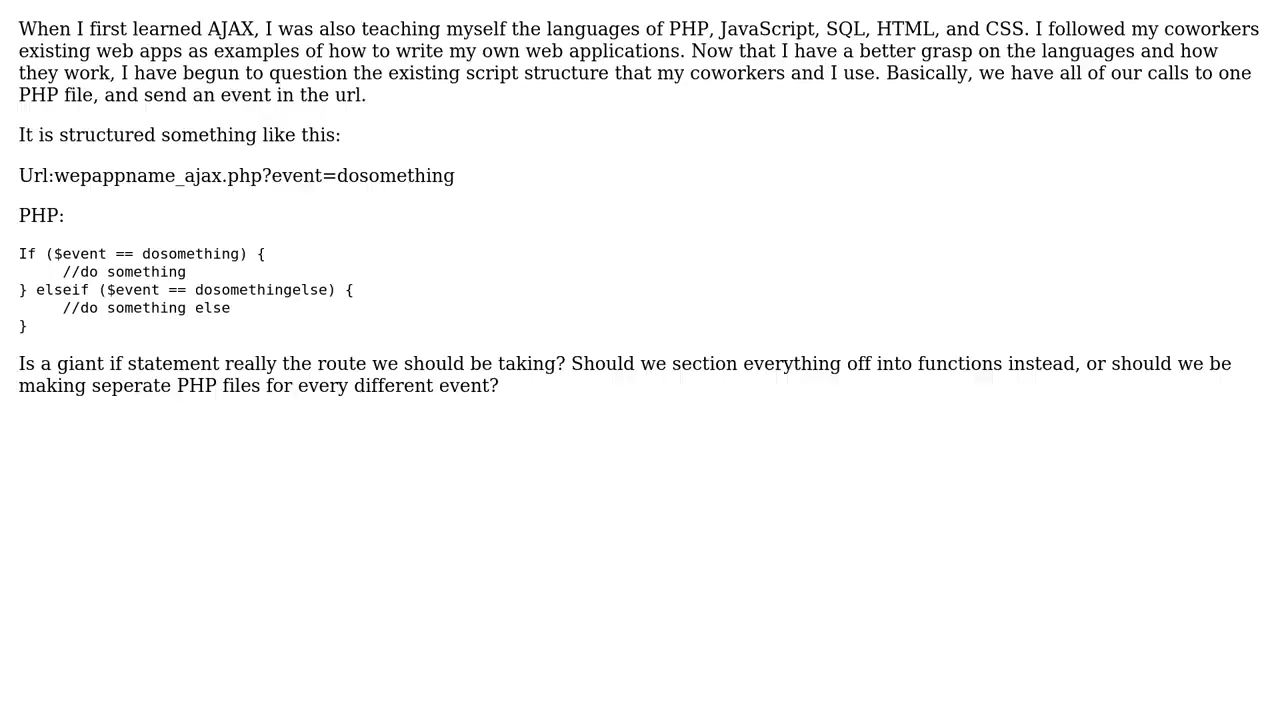 When I first learned AJAX, I was also teaching myself the languages of PHP, JavaScript, SQL, HTML, and CSS. I followed my coworkers
existing web apps as examples of how to write my own web applications. Now that I have a better grasp on the languages and how
they work, I have begun to question the existing script structure that my coworkers and I use. Basically, we have all of our calls to one
PHP file, and send an event in the url.
It is structured something like this:
Url:wepappname_ajax.php?event=dosomething
PHP:
If ($event == dosomething) {
     //do something
} elseif ($event == dosomethingelse) {
     //do something else
}
Is a giant if statement really the route we should be taking? Should we section everything off into functions instead, or should we be
making seperate PHP files for every different event?